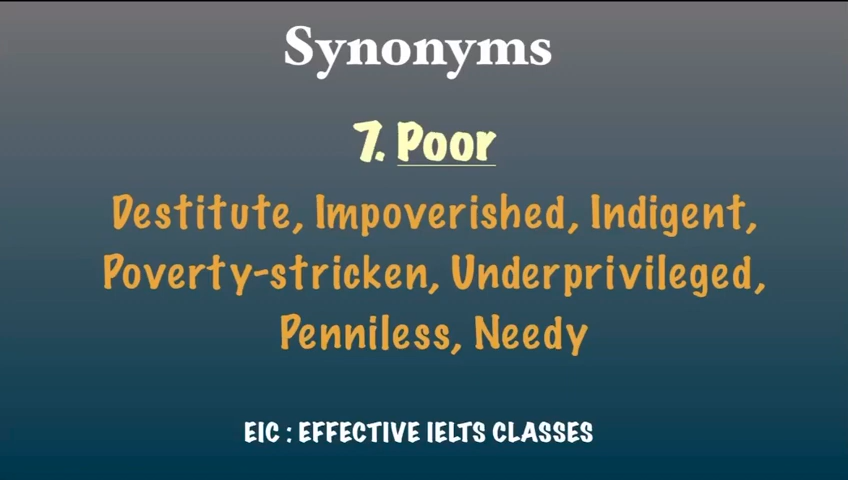 Synonyms
7. Poor
Destitute, Impoverished, Indigent,
Poverty-stricken, Underprivileged,
Penniless, Needy
EIC : EFFECTIVE IELTS CLASSES